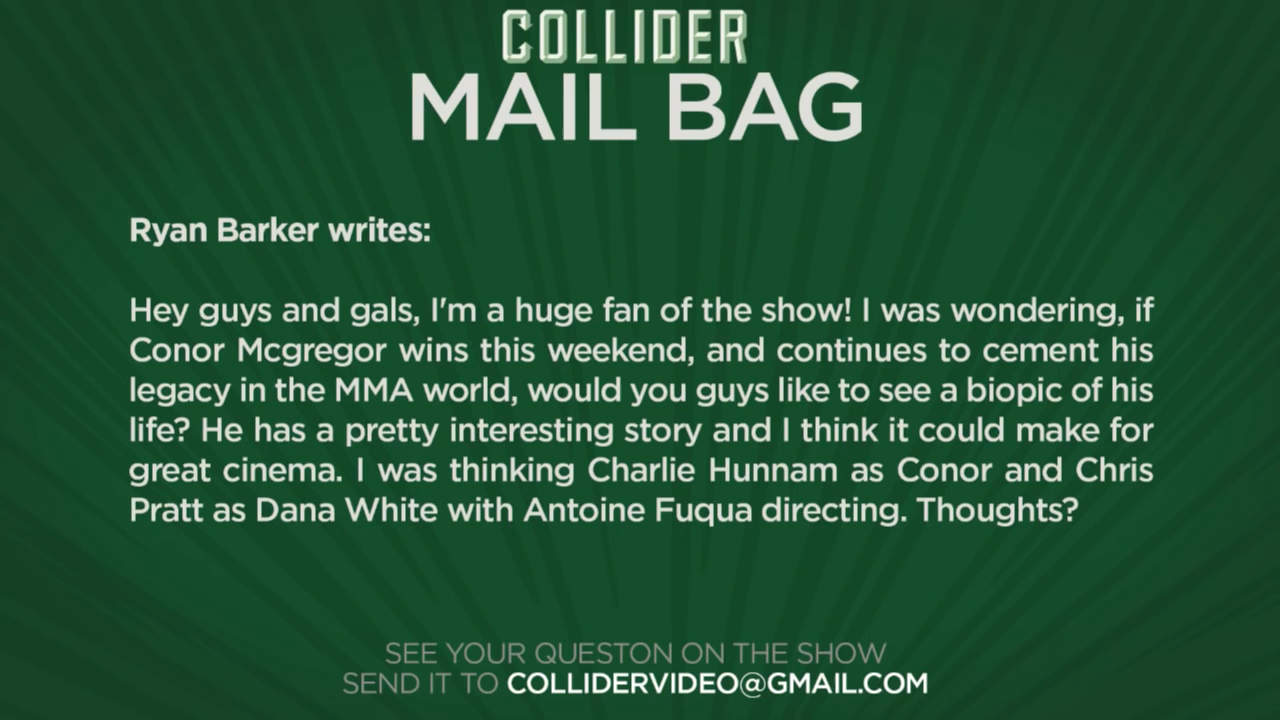 COLLIDER
MAIL BAG
Ryan Barker writes:
Hey guys and gals, I'm a huge fan of the show! I was wondering, if
Conor Mcgregor wins this weekend, and continues to cement his
legacy in the MMA world, would you guys like to see a biopic of his
life? He has a pretty interesting story and I think it could make for
great cinema. I was thinking Charlie Hunnam as Conor and Chris
Pratt as Dana White with Antoine Fuqua directing. Thoughts?
SEE YOUR QUESTON ON THE SHOW
SEND IT TO COLLIDERVIDEO@GMAIL.COM